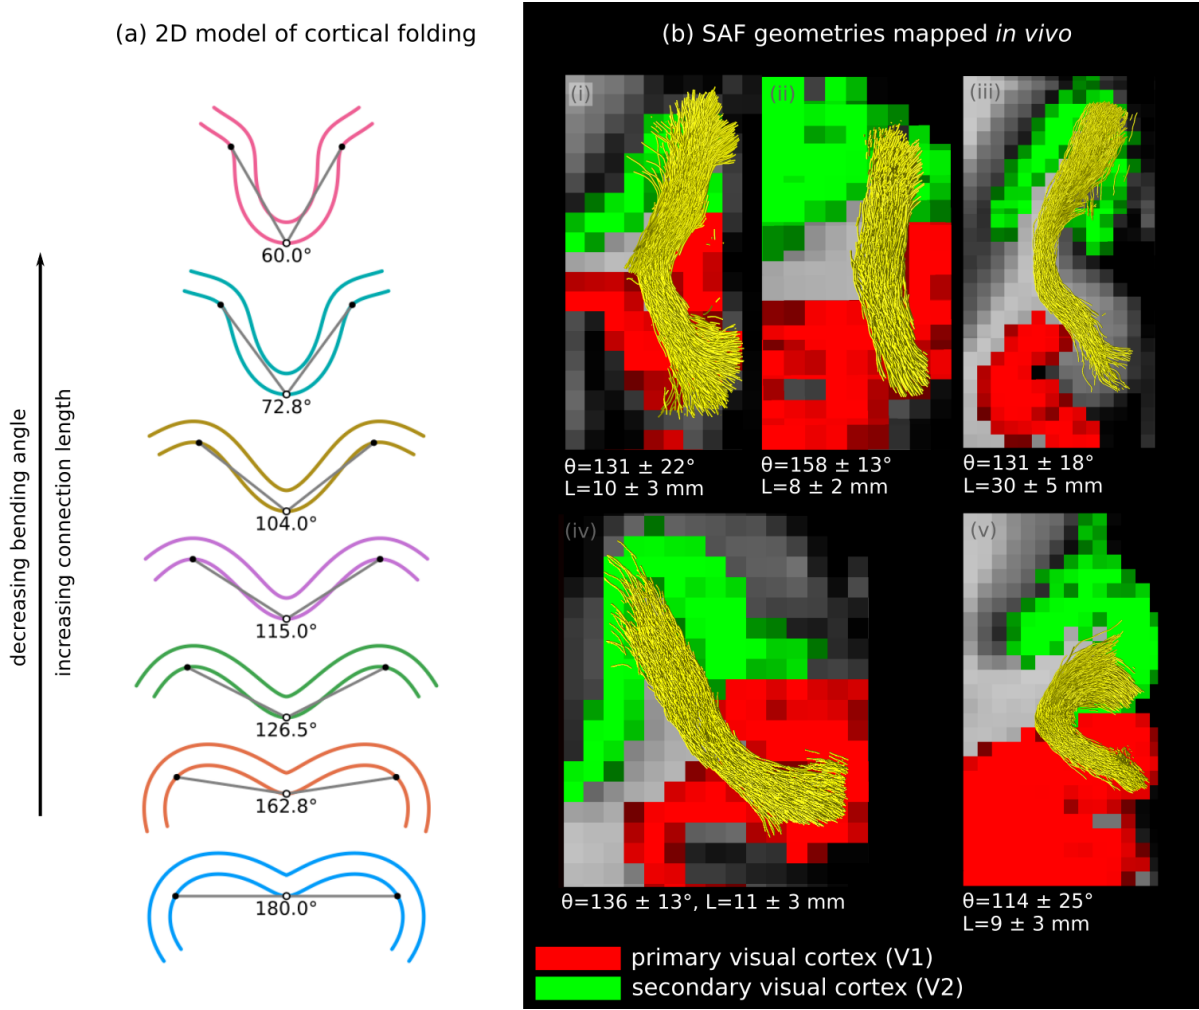 (a) 2D model of cortical folding
decreasing bending angle
increasing connection length
60.0°
72.8°
104.0°
115.0°
126.5°
162.8°
180.0°
(b) SAF geometries mapped in vivo
(i)
(ii)
(iii)
θ=131 ± 22°
L=10 ± 3 mm
θ=158 ± 13°
L=8 ± 2 mm
θ=131 ± 18°
L=30 ± 5 mm
(iv)
(v)
θ=136 ± 13°, L=11 ± 3 mm
θ=114 ± 25°
L=9 ± 3 mm
primary visual cortex (V1)
secondary visual cortex (V2)